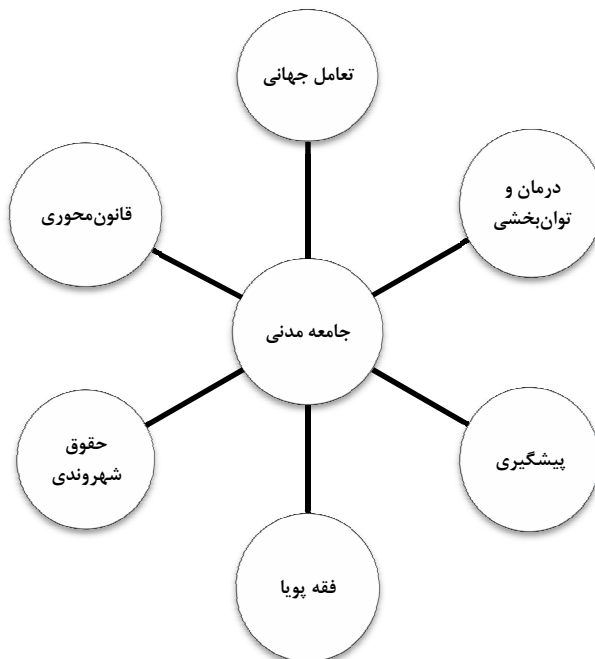 تعامل جهانی
درمان و
توان‌بخشی
قانون‌محوری
جامعه مدنی
حقوق
شهروندی
پیشگیری
فقه پویا